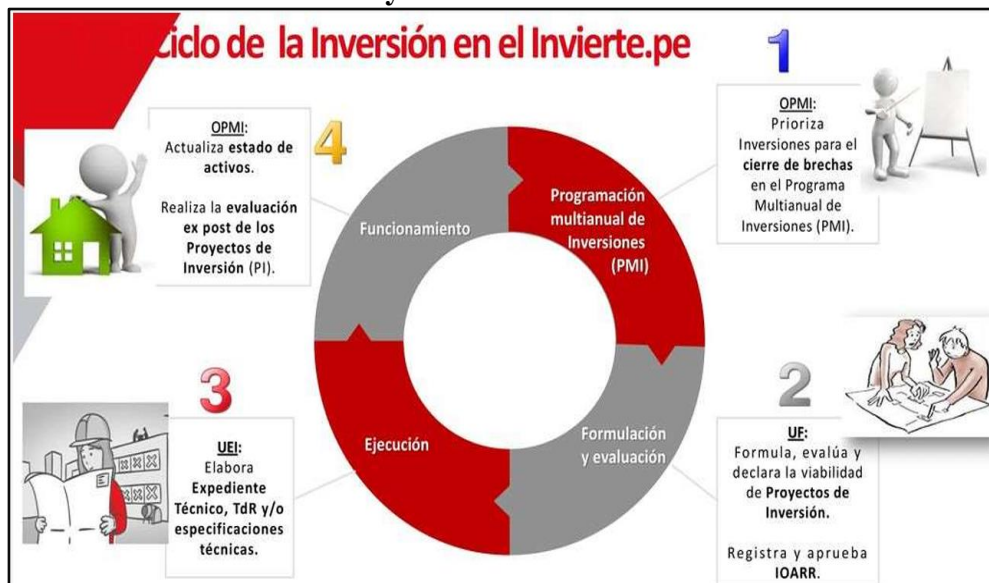 Ciclo de la Inversión en el Invierte.pe
1
OPMI:
Prioriza
Inversiones para el
cierre de brechas
en el Programa
Multianual de
Inversiones (PMI).
4
OPMI:
Actualiza estado de
activos.
Realiza la evaluación
ex post de los
Proyectos de
Inversión (PI).
Funcionamiento
Programación
multianual de
Inversiones
(PMI)
3
UEI:
Elabora
Expediente
Técnico, TdR y/o
especificaciones
técnicas.
Ejecución
Formulación
y evaluación
2
UF:
Formula, evalúa y
declara la viabilidad
de Proyectos de
Inversión.
Registra y aprueba
IOARR.